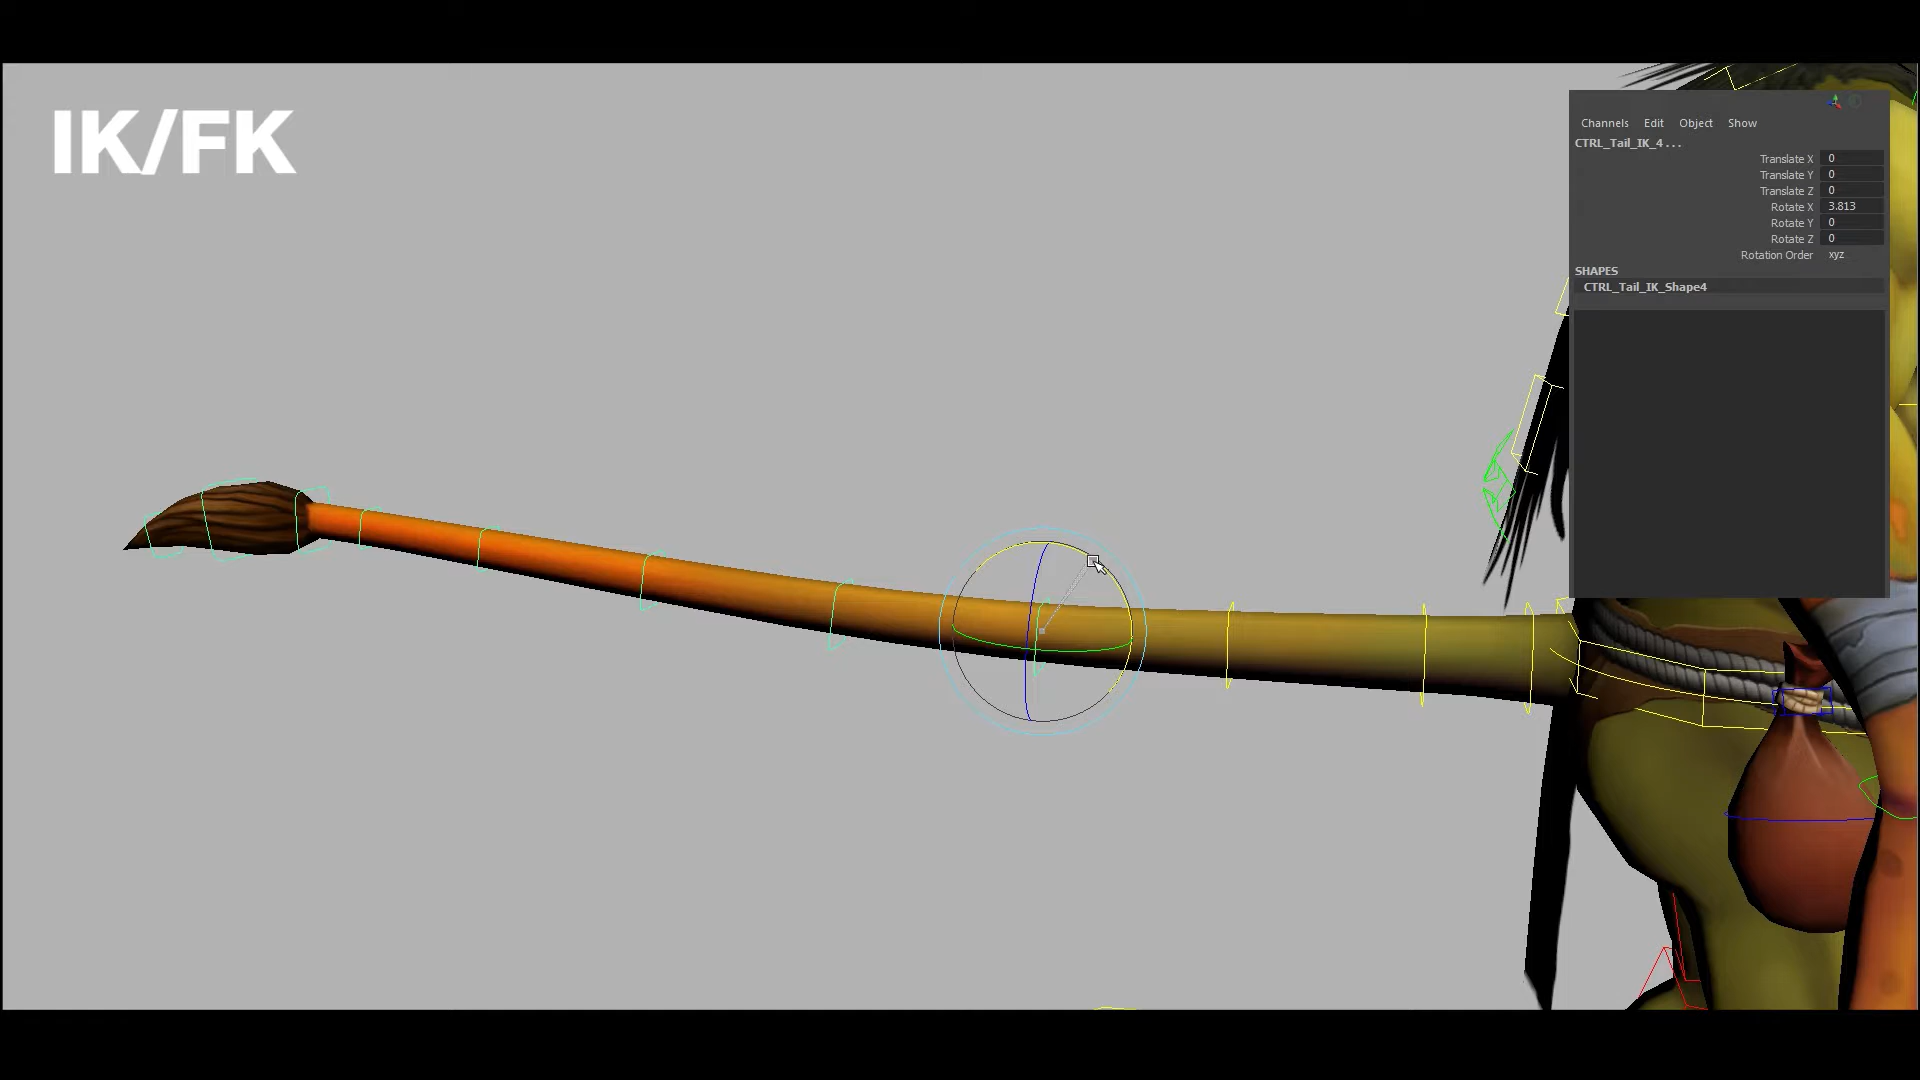 IK/FK
Channels Edit Object Show
CTRL_Tail_IK_4 . . .
Translate X 0
Translate Y 0
Translate Z 0
Rotate X 3.813
Rotate Y 0
Rotate Z 0
Rotation Order xyz
SHAPES
CTRL_Tail_IK_Shape4